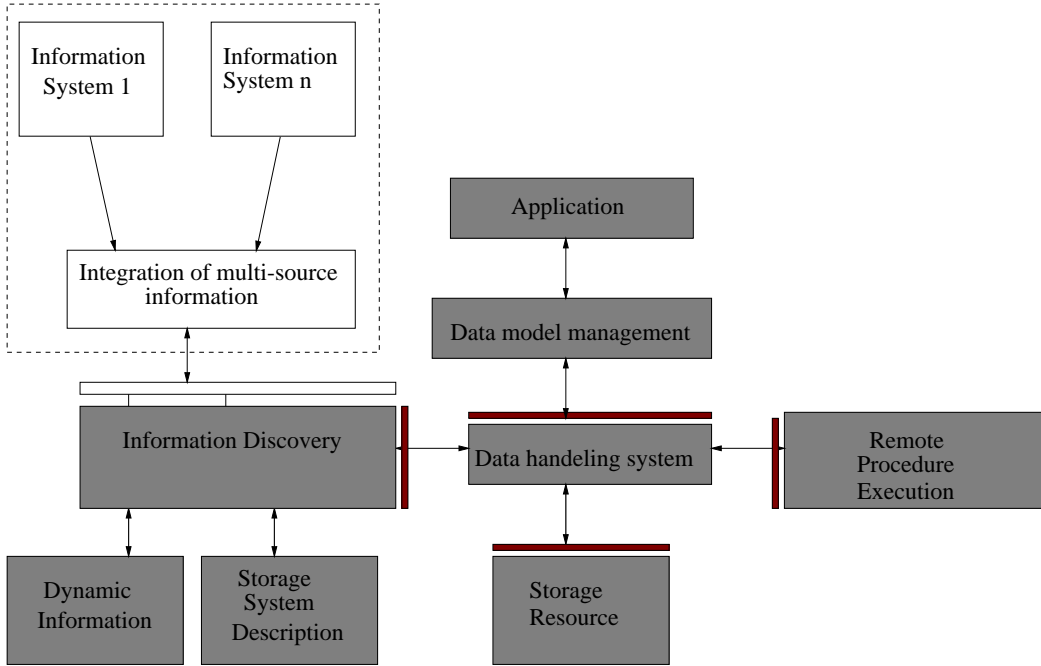 Information
System 1
Information
System n
Integration of multi-source
information
Application
Data model management
Information Discovery
Data handeling system
Remote
Procedure
Execution
Dynamic
Information
Storage
System
Description
Storage
Resource